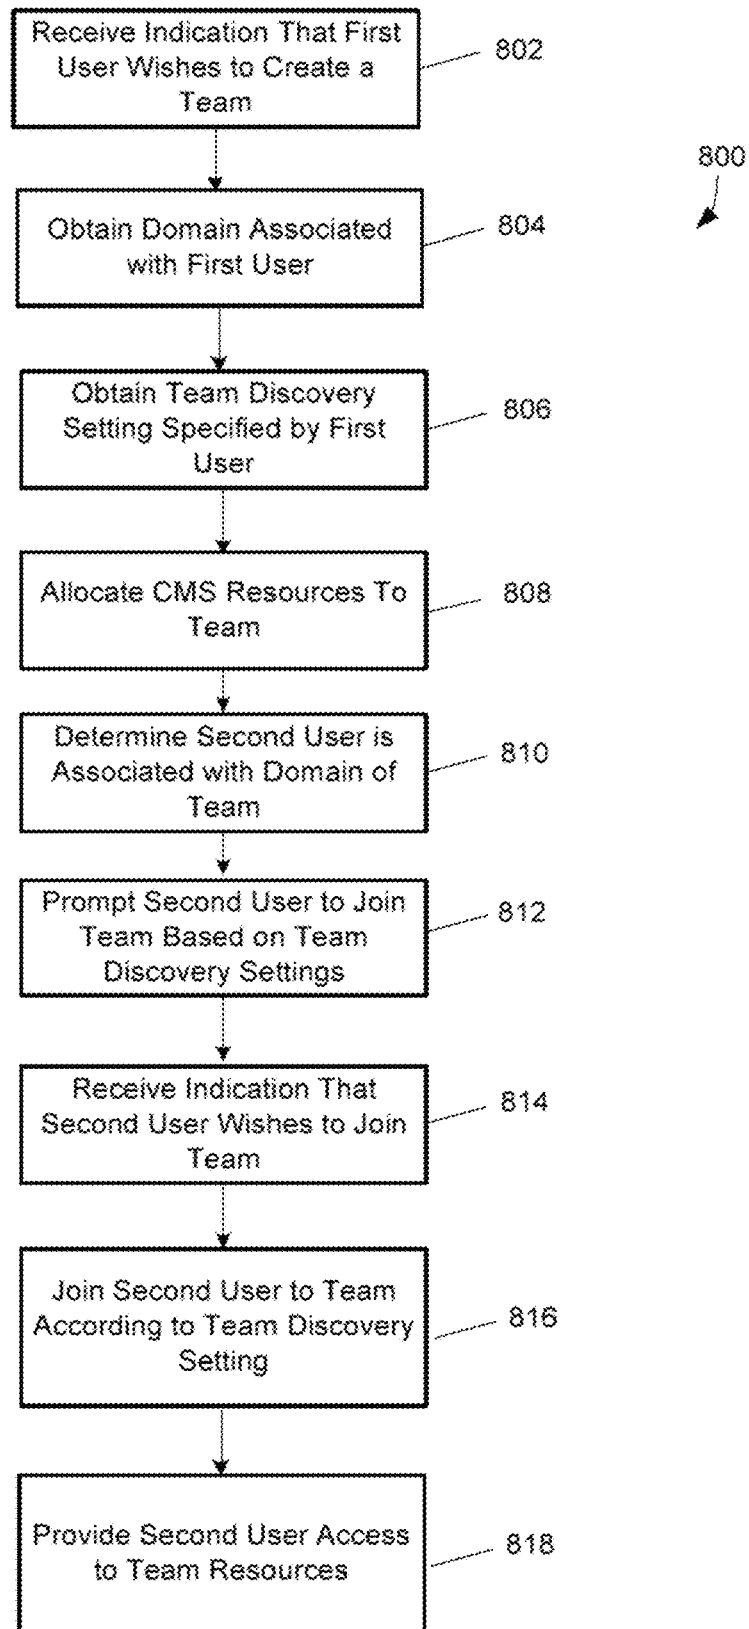 Receive Indication That First
User Wishes to Create a
Team
802
800
Obtain Domain Associated
with First User
804
Obtain Team Discovery
Setting Specified by First
User
806
Allocate CMS Resources To
Team
808
Determine Second User is
Associated with Domain of
Team
810
Prompt Second User to Join
Team Based on Team
Discovery Settings
812
Receive Indication That
Second User Wishes to Join
Team
814
Join Second User to Team
According to Team Discovery
Setting
816
Provide Second User Access
to Team Resources
818